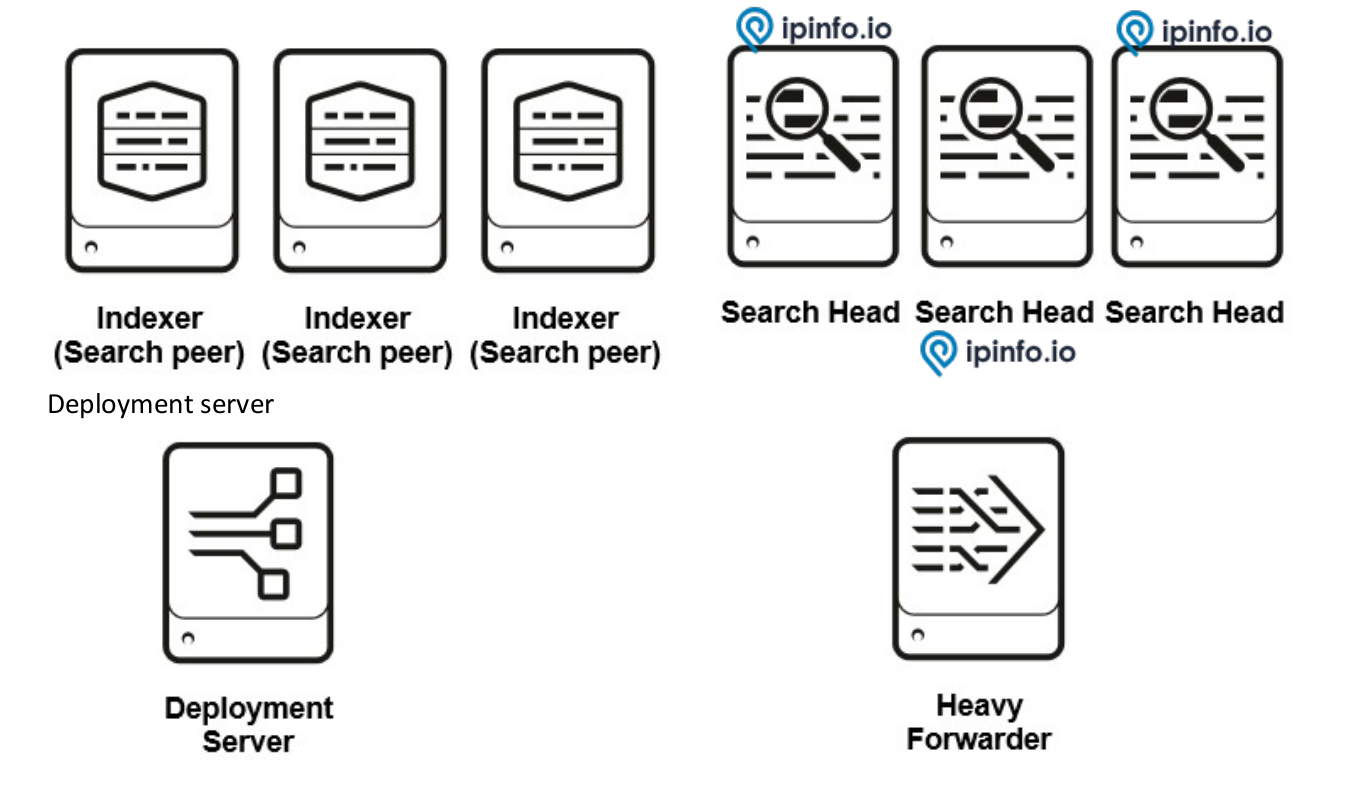 ipinfo.io
ipinfo.io
Indexer
(Search peer)
Indexer
(Search peer)
Indexer
(Search peer)
Search Head
Search Head
Search Head
ipinfo.io
Deployment server
Deployment
Server
Heavy
Forwarder